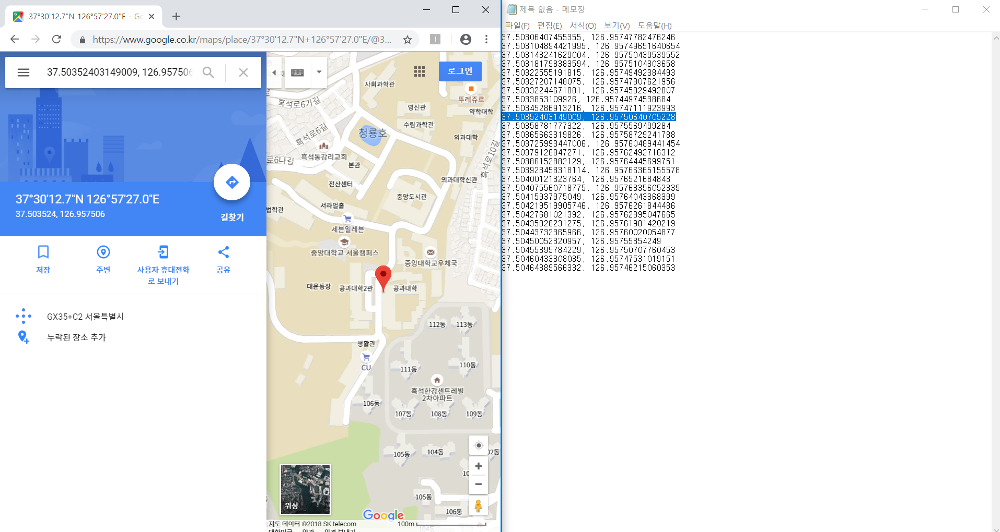 37°30'12.7"N 126°57'27.0"E - Go
https://www.google.co.kr/maps/place/37°30'12.7"N+126°57'27.0"E/@3...
37.50352403149009, 126.957506
로그인
37°30'12.7"N 126°57'27.0"E
37.503524, 126.957506
길찾기
저장
주변
사용자 휴대전화
로 보내기
공유
GX35+C2 서울특별시
누락된 장소 추가
사회과학관
뚜레쥬르
흑석로6가길
영신관
약학대학
수림과학관
청룡호
흑석로6길
의과대학
흑석동감리교회
로6나길
본관
흑석로10길
의과대학신관
전산센터
중앙도서관
서라벌홀
법학관
세븐일레븐
중앙대학교 서울캠퍼스
중앙대학교우체국
대운동장
공과대학2관
공과대학
112동
113동
생활관
CU
111동
110동
흑석한강센트레빌
2차아파트
106동
107동
108동
109동
105동
104동
02동
10
105동
106동
104동
위성
Google
지도 데이터 ©2018 SK telecom
100m
대한민국 약관 의견 보내기
제목 없음 - 메모장
파일(F) 편집(E) 서식(O) 보기(V) 도움말(H)
37.50306407455355, 126.95747782476246
37.503104894421995, 126.95749651640654
37.503143241629004, 126.95750439539552
37.503181798383594, 126.9575104303658
37.50322555191815, 126.95749492384493
37.50327207148075, 126.95747807621956
37.50332244671881, 126.95745829492807
37.5033853109926, 126.95744974538684
37.50345286913216, 126.95747111923993
37.50352403149009, 126.95750640705228
37.50358781777322, 126.9575569499284
37.50365663319826, 126.95758729241788
37.503725993447006, 126.95760489441454
37.50379128847271, 126.95762492716312
37.50386152882129, 126.95764445699751
37.503928458318114, 126.95766365155578
37.50400121323764, 126.9576521684843
37.504075560718775, 126.95763356052339
37.50415937975049, 126.95764043368399
37.504219519905746, 126.9576261844486
37.50427681021392, 126.95762895047665
37.50435828231275, 126.95761981420219
37.50443732365966, 126.95760020054877
37.50450052320957, 126.95755854249
37.50455395784229, 126.95750707760453
37.50460433308035, 126.95747531019151
37.50464389566332, 126.95746215060353